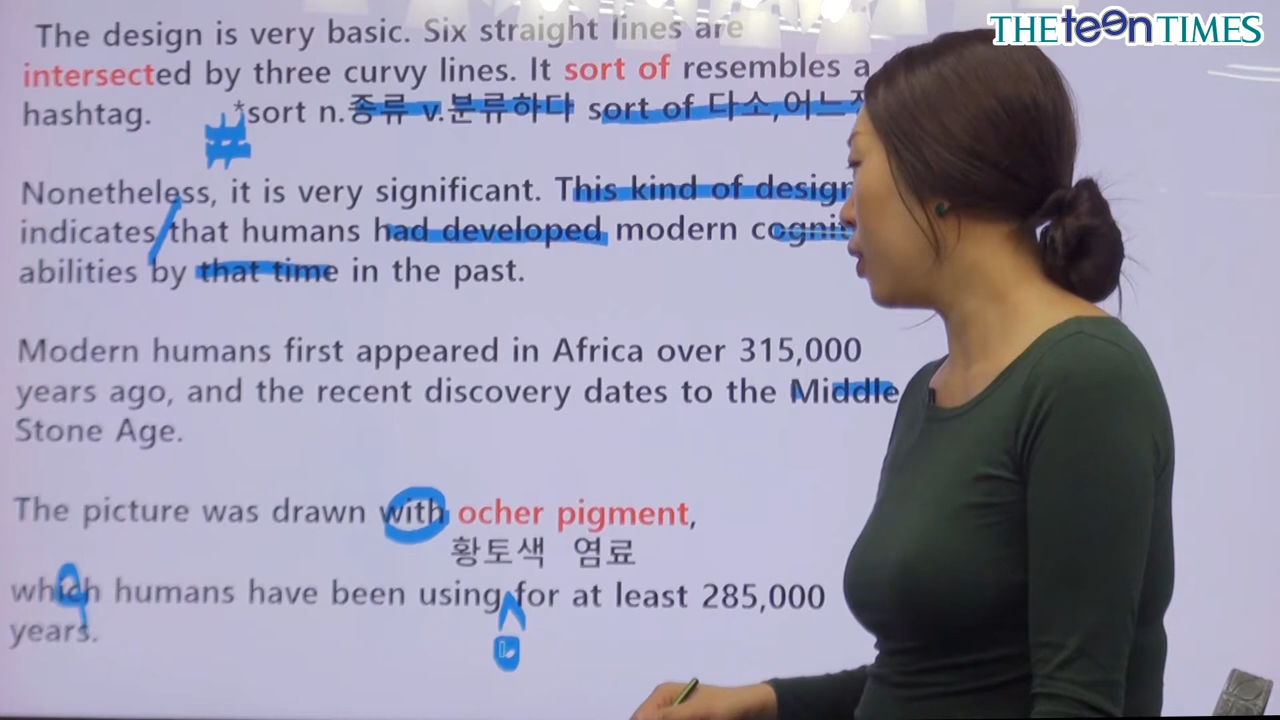 THE teen TIMES
The design is very basic. Six straight lines are
intersected by three curvy lines. It sort of resembles a
hashtag. *sort n.종류 v.분류하다 sort of 다소,어느
#
Nonetheless, it is very significant. This kind of design
indicates that humans had developed modern
abilities by that time in the past.
Modern humans first appeared in Africa over 315,000
years ago, and the recent discovery dates to the Middle
Stone Age.
The picture was drawn with ocher pigment,
황토색 염료
which humans have been using for at least 285,000
years.